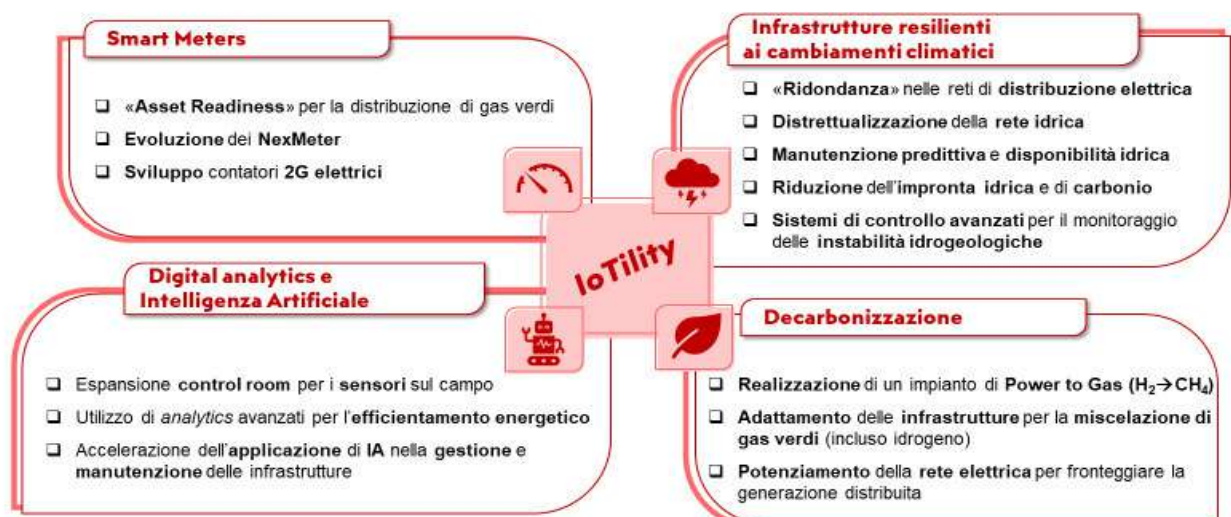 Smart Meters
❑ «Asset Readiness» per la distribuzione di gas verdi
❑ Evoluzione dei NexMeter
❑ Sviluppo contatori 2G elettrici
Infrastrutture resilienti
ai cambiamenti climatici
❑ «Ridondanza» nelle reti di distribuzione elettrica
❑ Distrettualizzazione della rete idrica
❑ Manutenzione predittiva e disponibilità idrica
❑ Riduzione dell'impronta idrica e di carbonio
❑ Sistemi di controllo avanzati per il monitoraggio
delle instabilità idrogeologiche
IoTility
Digital analytics e
Intelligenza Artificiale
❑ Espansione control room per i sensori sul campo
❑ Utilizzo di analytics avanzati per l'efficientamento energetico
❑ Accelerazione dell'applicazione di IA nella gestione e
manutenzione delle infrastrutture
Decarbonizzazione
❑ Realizzazione di un impianto di Power to Gas (H₂→CH₄)
❑ Adattamento delle infrastrutture per la miscelazione di
gas verdi (incluso idrogeno)
❑ Potenziamento della rete elettrica per fronteggiare la
generazione distribuita